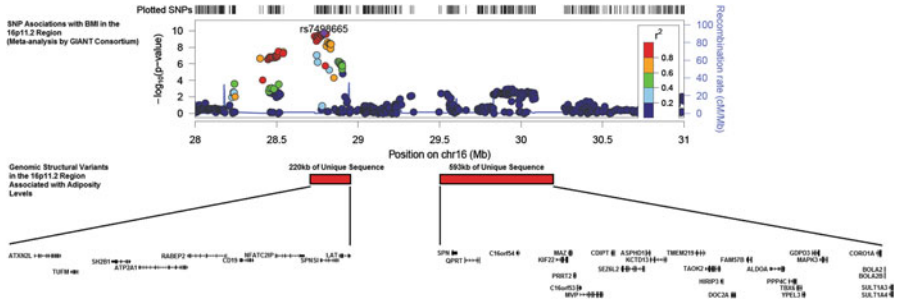 Plotted SNPs
SNP Asociations with BMI in the
16p11.2 Region
(Meta-analysis by GIANT Consortium)
rs7498665
10
8
6
4
2
0
−log10(p-value)
r2
0.8
0.6
0.4
0.2
100
80
60
40
20
0
Recombination rate (cM/Mb)
28
28.5
29
29.5
30
30.5
31
Position on chr16 (Mb)
Genomic Structural Variants
in the 16p11.2 Region
Associated with Adiposity
Levels
220kb of Unique Sequence
593kb of Unique Sequence
ATXN2L
TUFM
SH2B1
ATP2A1
RABEP2
CD19
NFATC2IP
SPNS1
LAT
SPN
QPRT
C16orf54
MAZ
KIF22
PRRT2
C16orf53
MVP
CDIPT
SEZ6L2
ASPHD1
KCTD13
TMEM219
TAOK2
HIRIP3
DOC2A
FAM57B
ALDOA
PPP4C
TBX6
YPEL3
GDPD3
MAPK3
CORO1A
BOLA2
BOLA2B
SULT1A3
SULT1A4